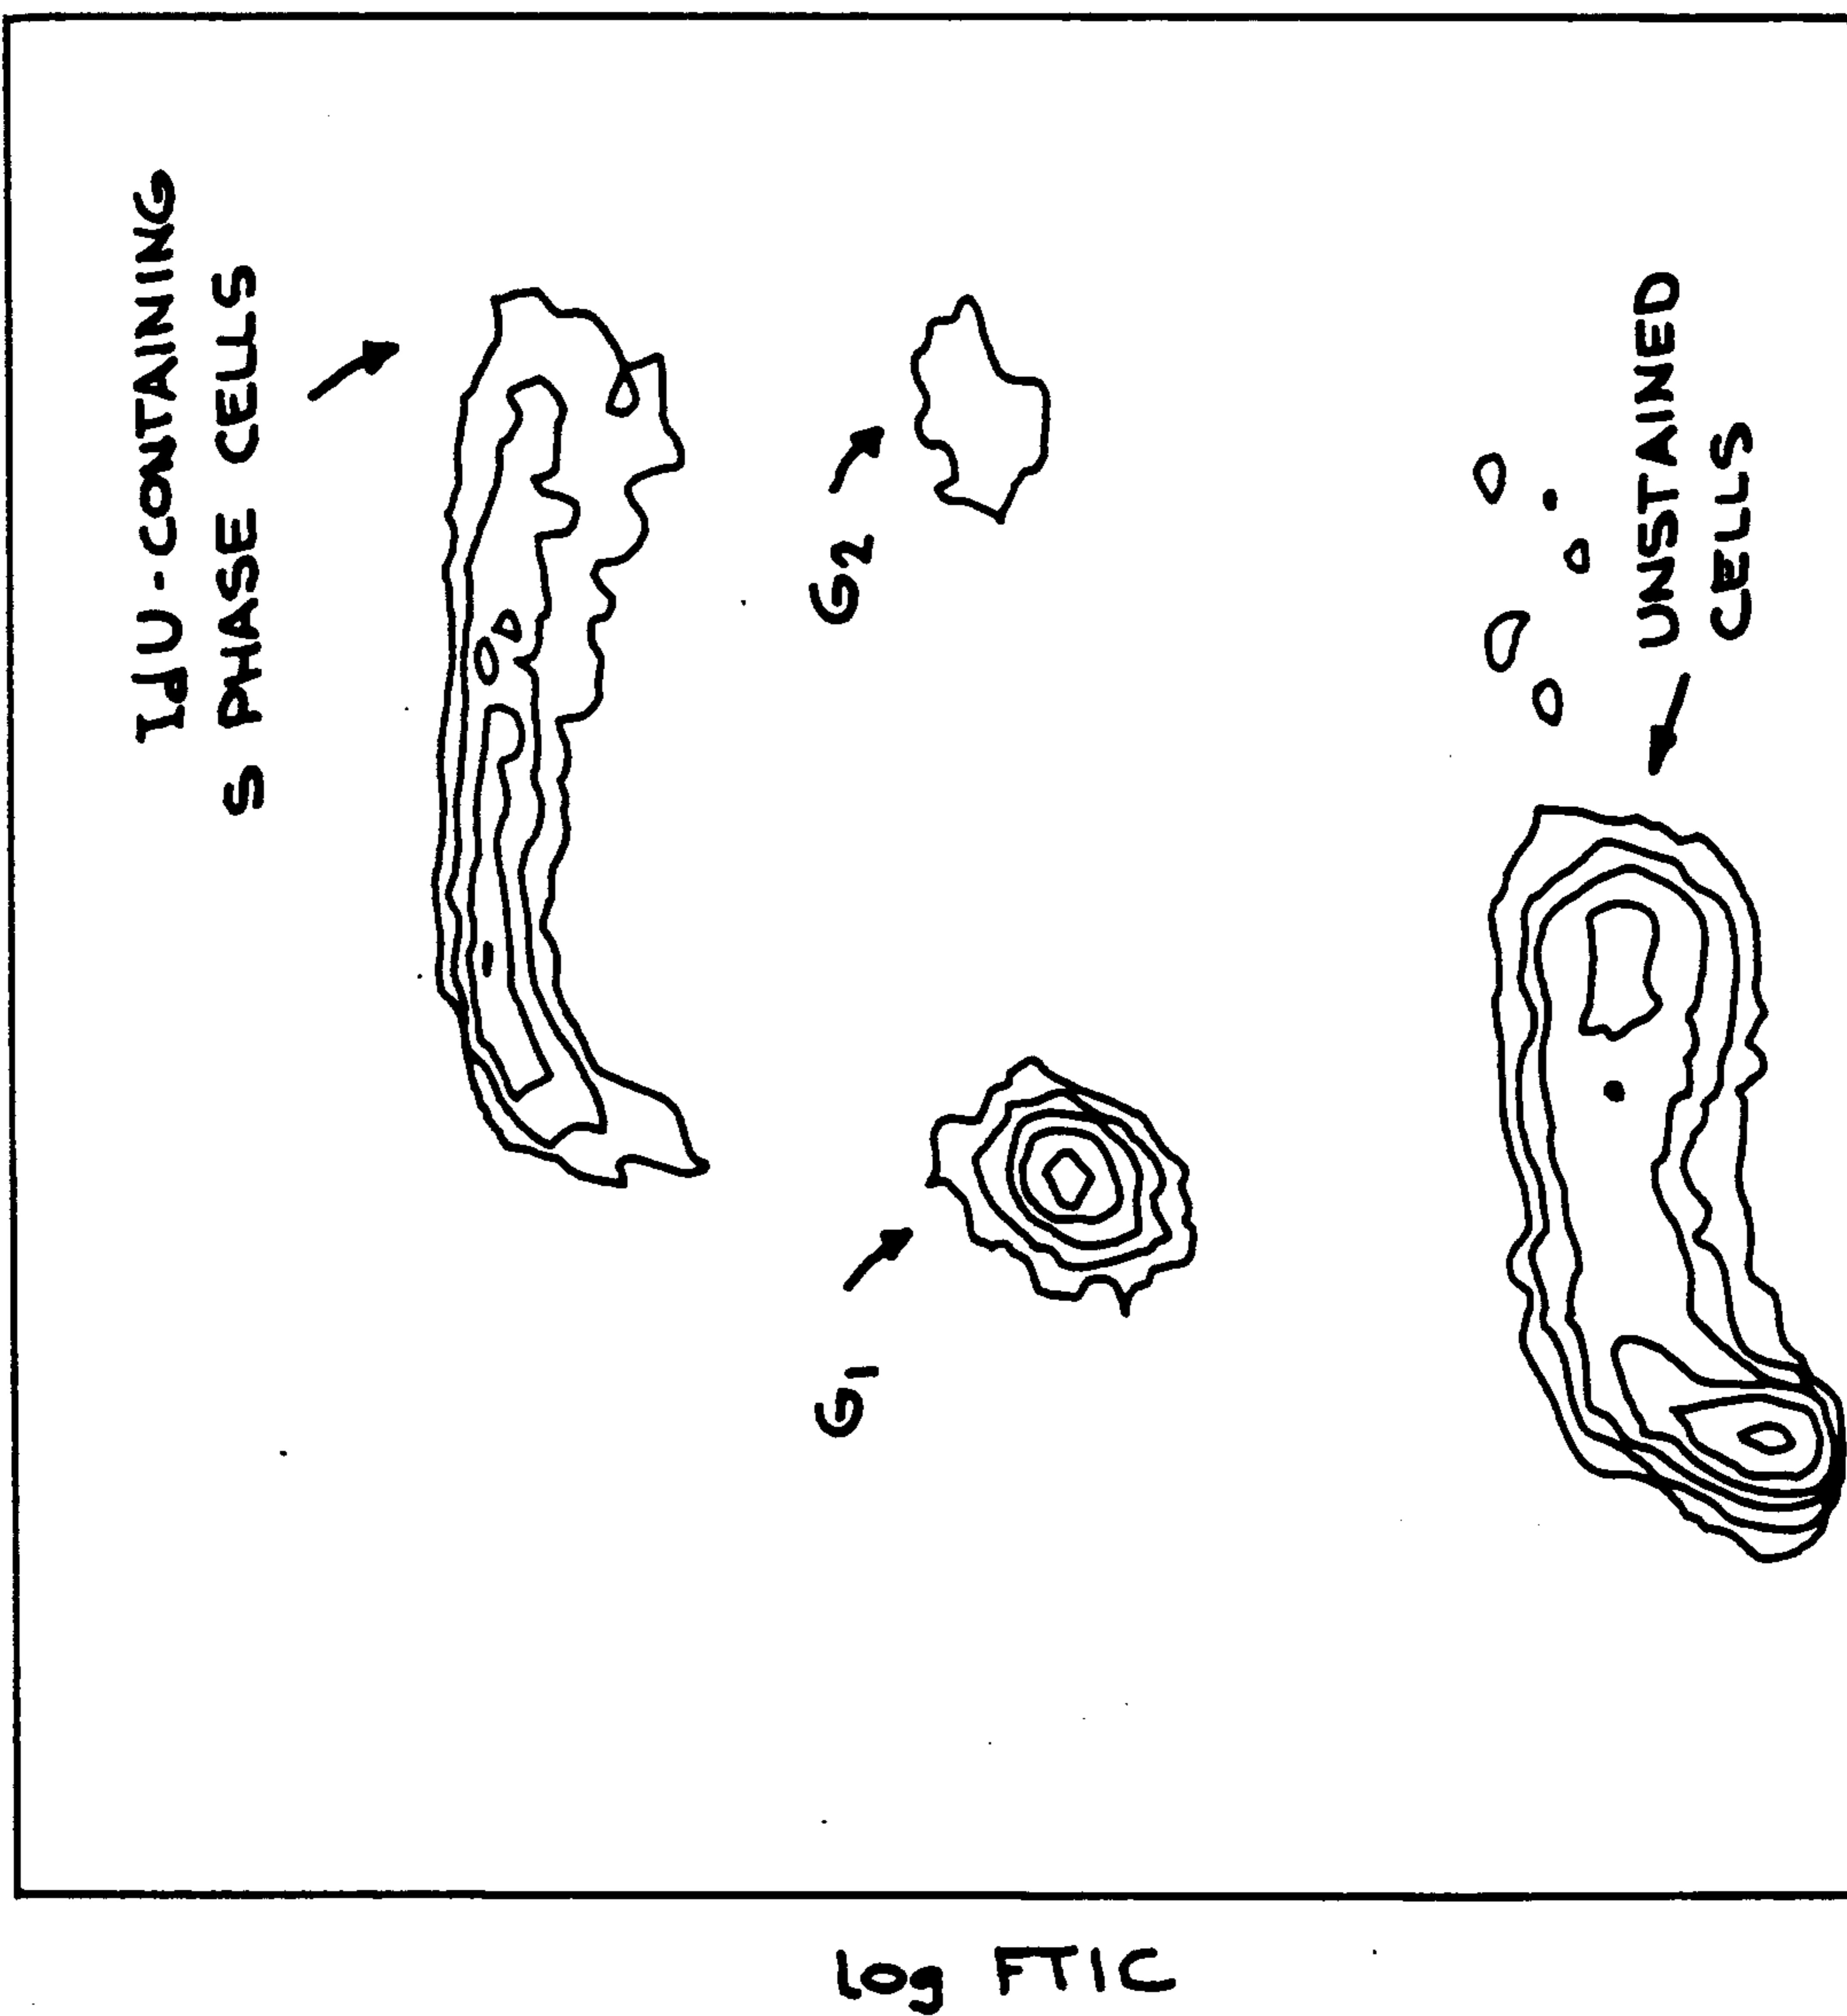 IdU-CONTAINING
S PHASE CELLS
G2
G1
UNSTAINED
CELLS
log FTIC